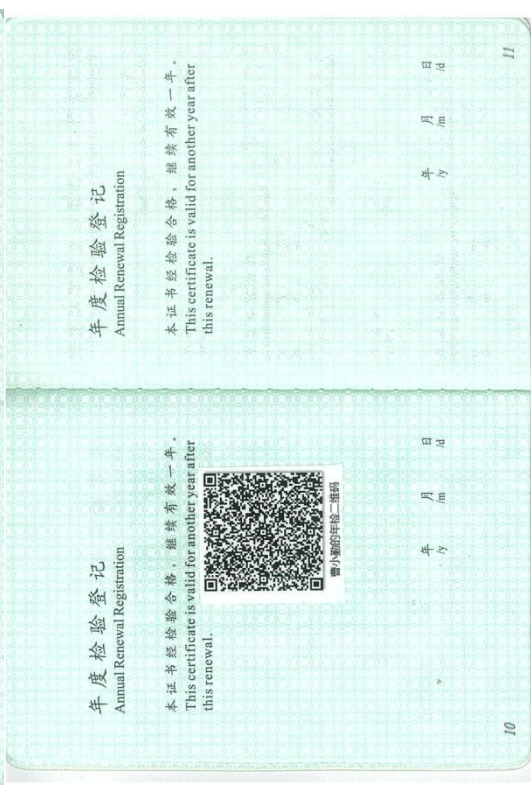 年度检验登记
Annual Renewal Registration
本证书经检验合格，继续有效一年。
This certificate is valid for another year after
this renewal.
曹小勤的年检二维码
年 月 日
/y /m /d
10
年度检验登记
Annual Renewal Registration
本证书经检验合格，继续有效一年。
This certificate is valid for another year after
this renewal.
年 月 日
/y /m /d
11